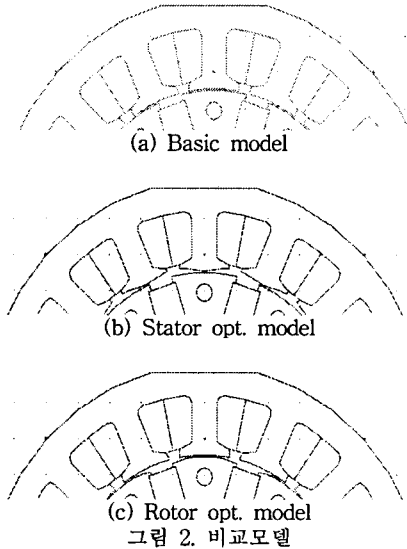 (a) Basic model
(b) Stator opt. model
(c) Rotor opt. model
그림 2. 비교모델